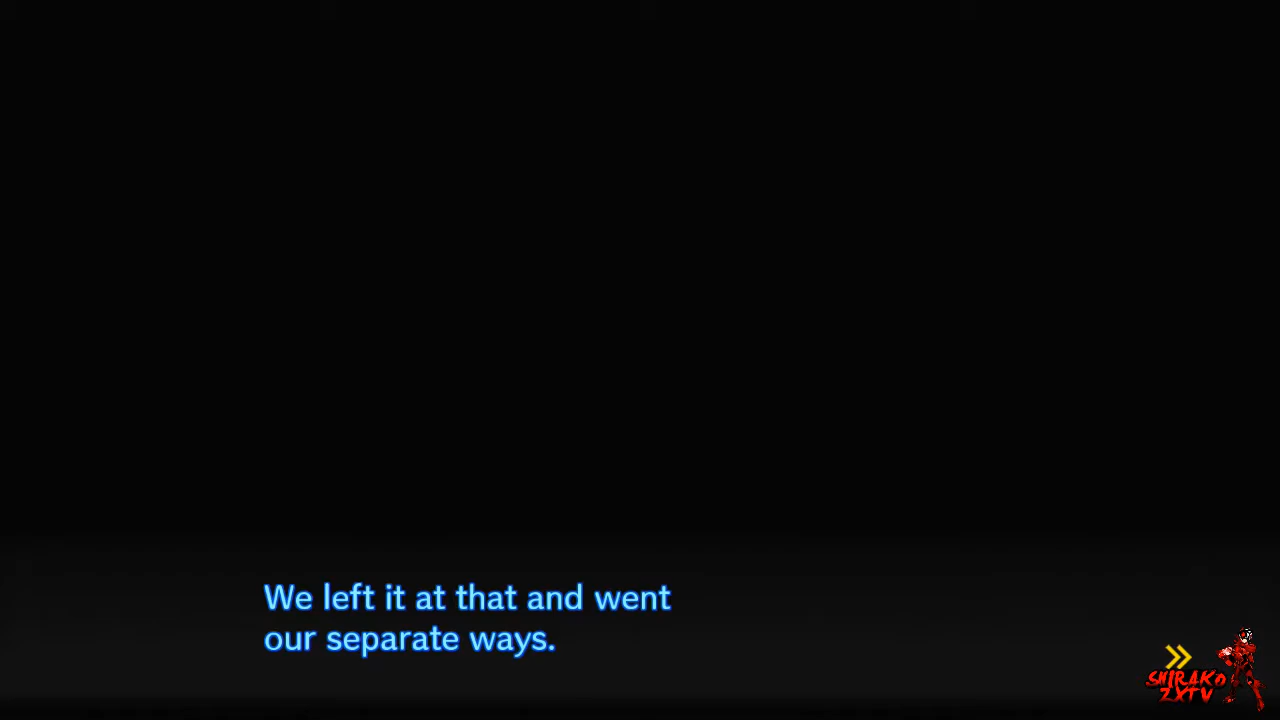 We left it at that and went
our separate ways.
SHIRAKO
ZXTV